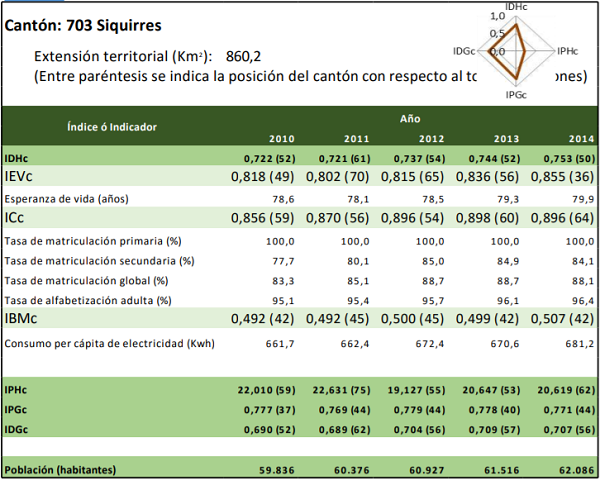 IDHc
1,0
Cantón: 703 Siquirres
0,5
IDGc 0,0 IPHc
Extensión territorial (Km²): 860,2
(Entre paréntesis se indica la posición del cantón con respecto al to ones)
IPGc
Índice ó Indicador Año
2010 2011 2012 2013 2014
IDHc 0,722 (52) 0,721 (61) 0,737 (54) 0,744 (52) 0,753 (50)
IEVc 0,818 (49) 0,802 (70) 0,815 (65) 0,836 (56) 0,855 (36)
Esperanza de vida (años) 78,6 78,1 78,5 79,3 79,9
ICc 0,856 (59) 0,870 (56) 0,896 (54) 0,898 (60) 0,896 (64)
Tasa de matriculación primaria (%) 100,0 100,0 100,0 100,0 100,0
Tasa de matriculación secundaria (%) 77,7 80,1 85,0 84,9 84,1
Tasa de matriculación global (%) 83,3 85,1 88,7 88,7 88,1
Tasa de alfabetización adulta (%) 95,1 95,4 95,7 96,1 96,4
IBMc 0,492 (42) 0,492 (45) 0,500 (45) 0,499 (42) 0,507 (42)
Consumo per cápita de electricidad (Kwh) 661,7 662,4 672,4 670,6 681,2
IPHc 22,010 (59) 22,631 (75) 19,127 (55) 20,647 (53) 20,619 (62)
IPGc 0,777 (37) 0,769 (44) 0,779 (44) 0,778 (40) 0,771 (44)
IDGc 0,690 (52) 0,689 (62) 0,704 (56) 0,709 (57) 0,707 (56)
Población (habitantes) 59.836 60.376 60.927 61.516 62.086